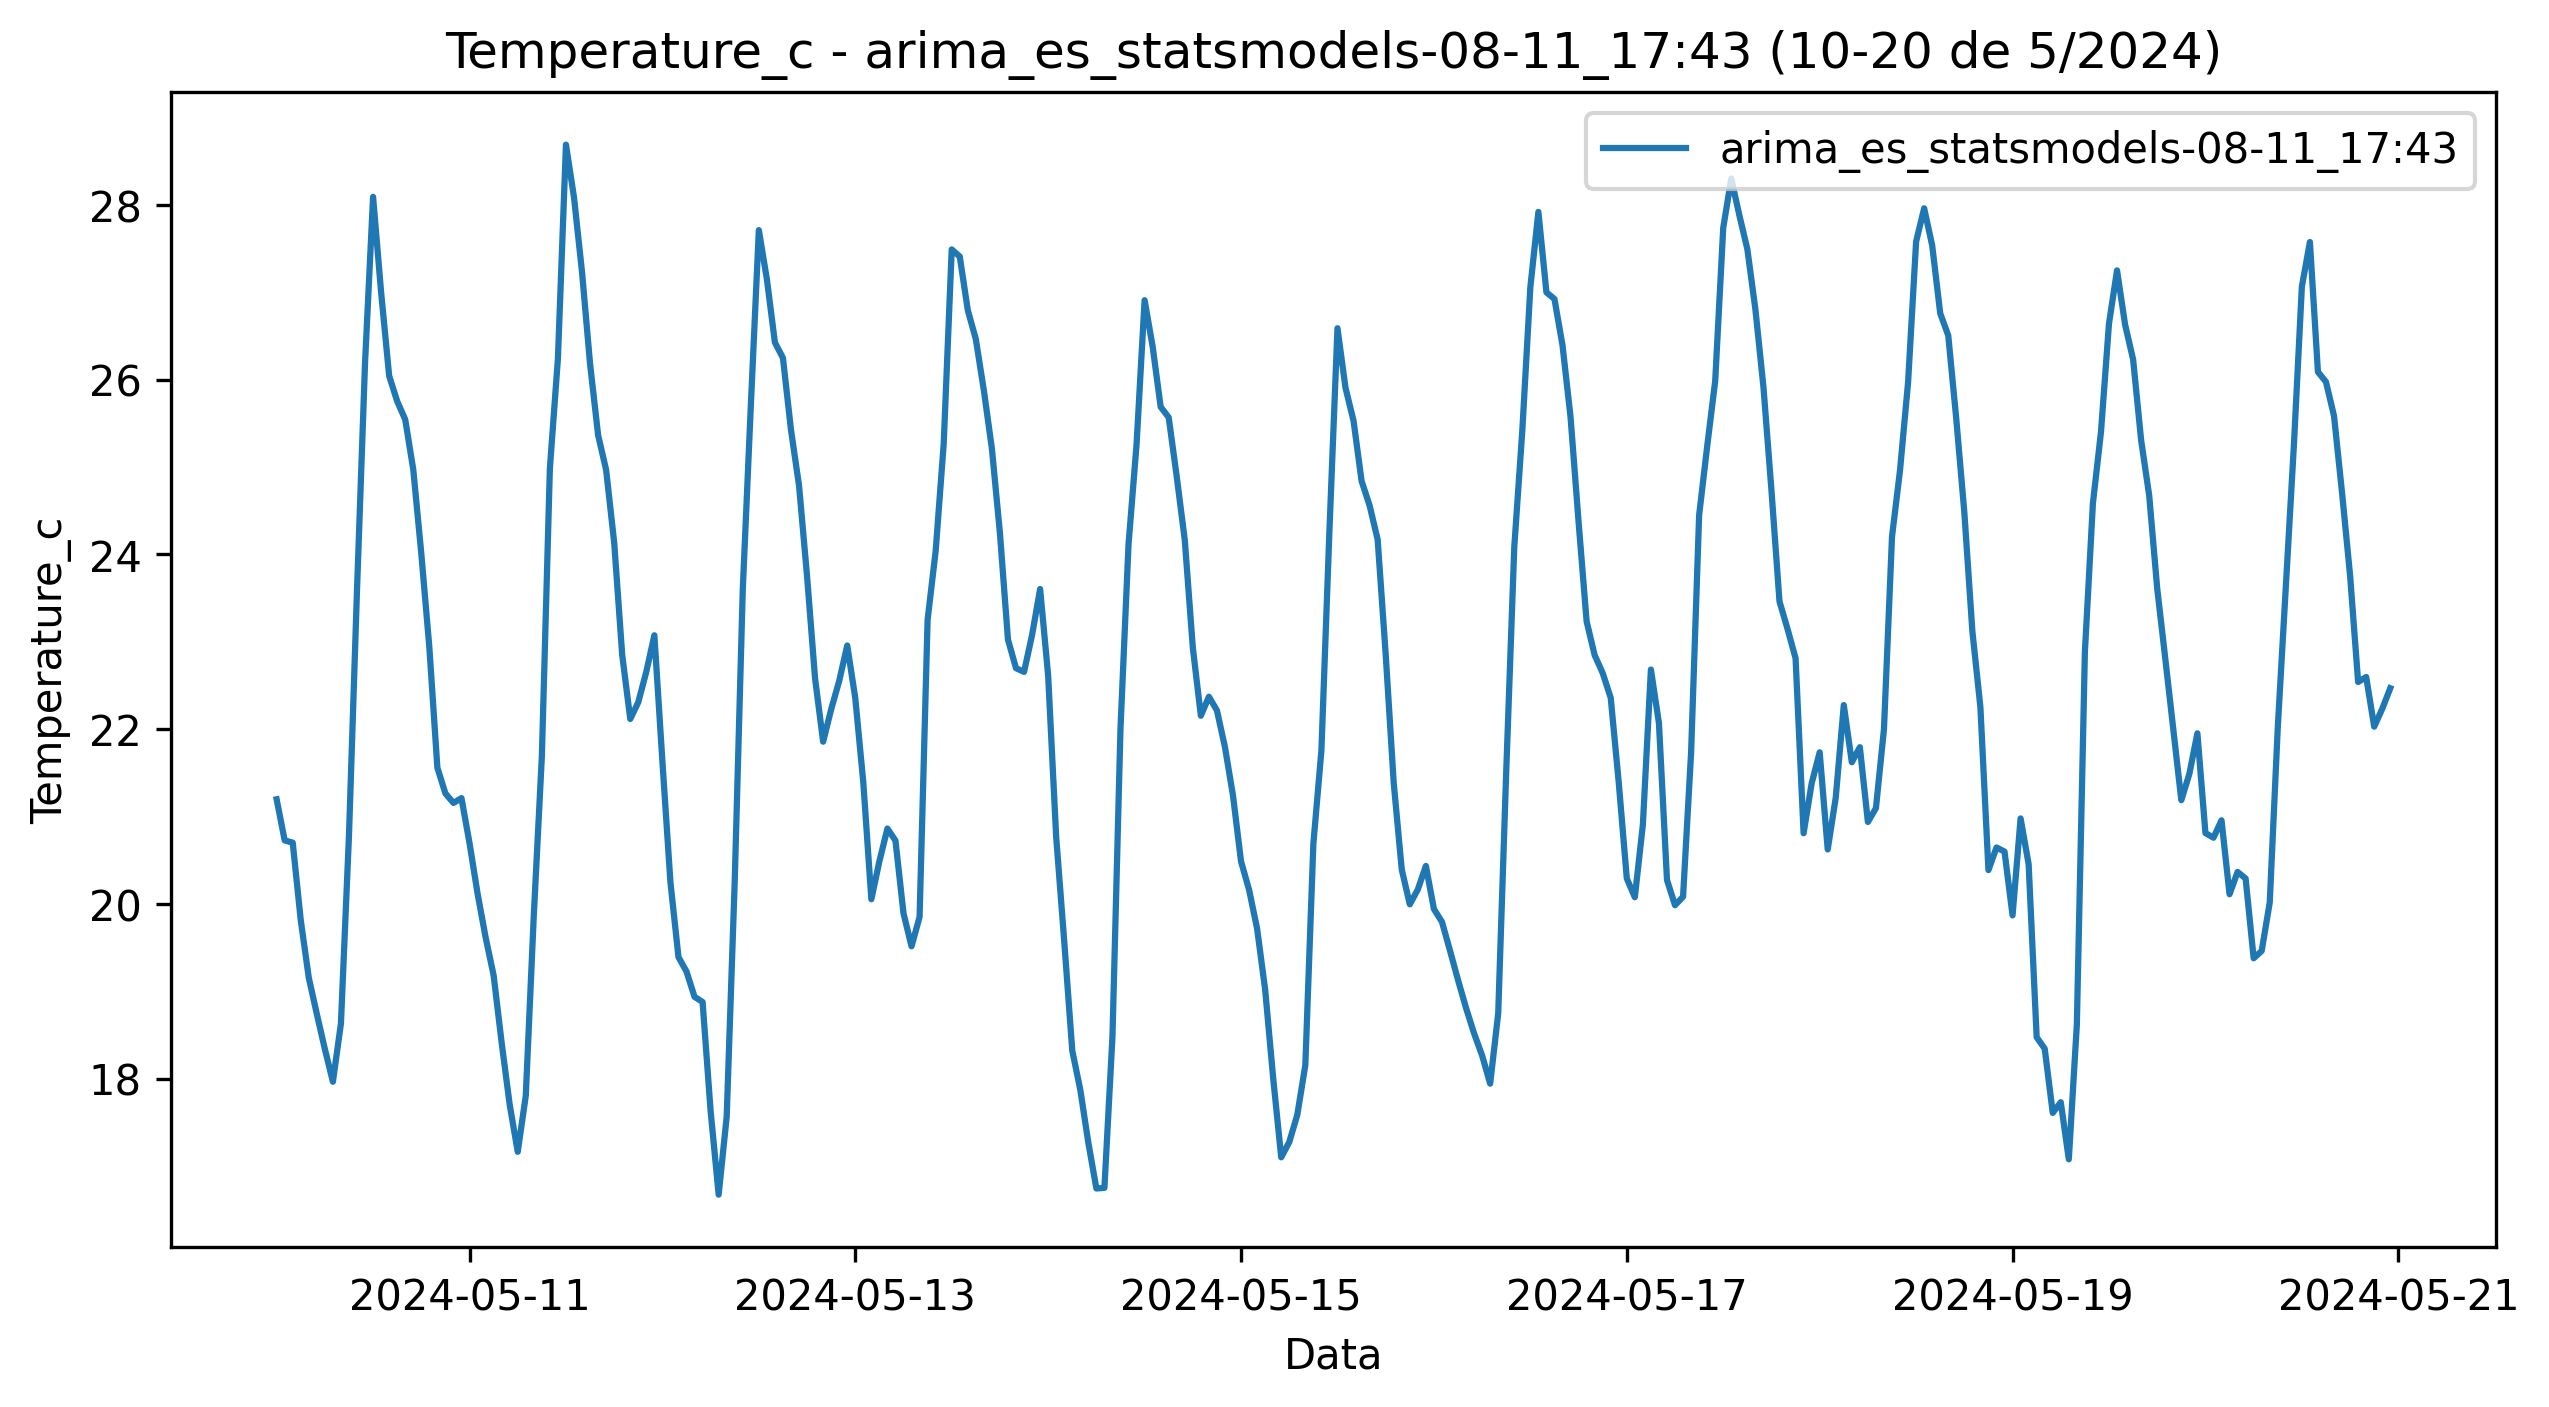 Temperature_c - arima_es_statsmodels-08-11_17:43 (10-20 de 5/2024)
arima_es_statsmodels-08-11_17:43
Temperature_c
28
26
24
22
20
18
2024-05-11 2024-05-13 2024-05-15 2024-05-17 2024-05-19 2024-05-21
Data